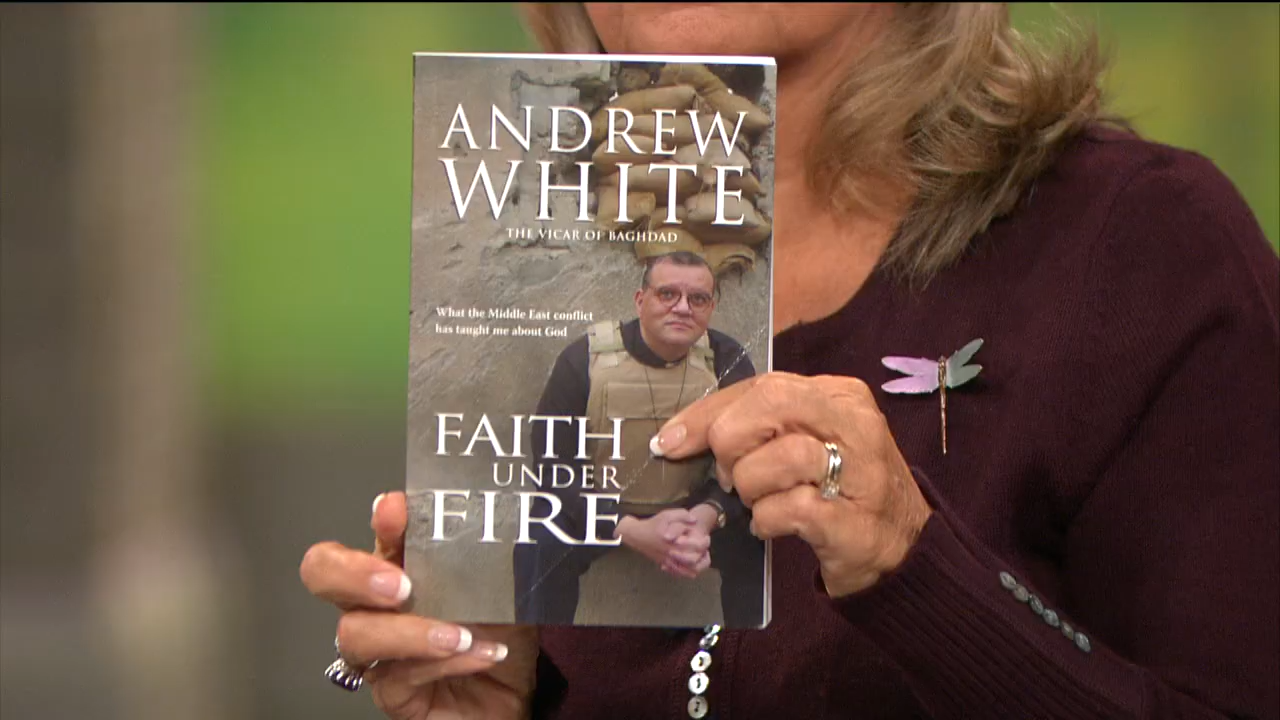 ANDREW
WHITE
THE VICAR OF BAGHDAD
What the Middle East conflict
has taught me about God
FAITH
UNDER
FIRE